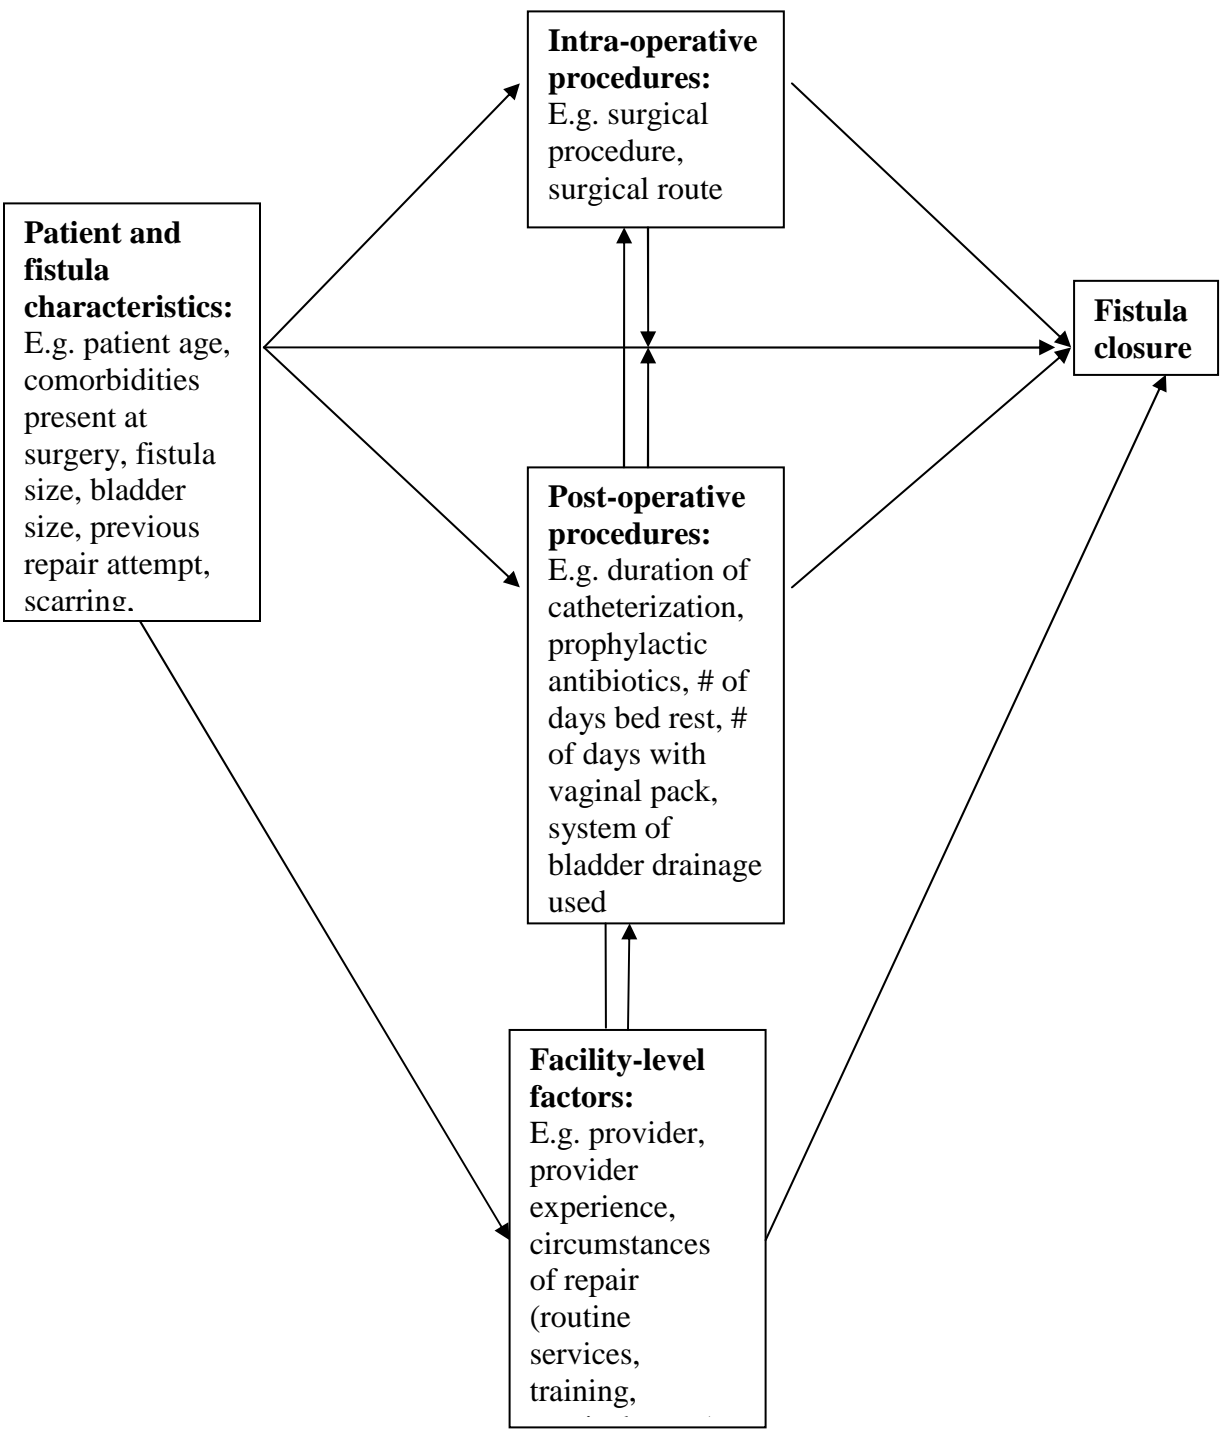 Intra-operative
procedures:
E.g. surgical
procedure,
surgical route
Patient and
fistula
characteristics:
E.g. patient age,
comorbidities
present at
surgery, fistula
size, bladder
size, previous
repair attempt,
scarring,
Fistula
closure
Post-operative
procedures:
E.g. duration of
catheterization,
prophylactic
antibiotics, # of
days bed rest, #
of days with
vaginal pack,
system of
bladder drainage
used
Facility-level
factors:
E.g. provider,
provider
experience,
circumstances
of repair
(routine
services,
training,